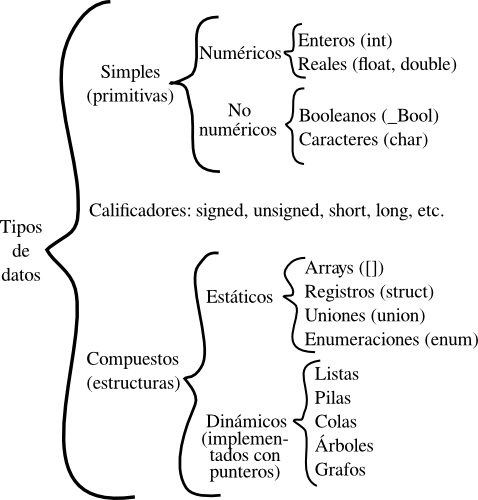 Tipos
de
datos
Simples
(primitivas)
Numéricos
Enteros (int)
Reales (float, double)
No
numéricos
Booleanos (_Bool)
Caracteres (char)
Calificadores: signed, unsigned, short, long, etc.
Compuestos
(estructuras)
Estáticos
Arrays ([])
Registros (struct)
Uniones (union)
Enumeraciones (enum)
Dinámicos
(implemen-
tados con
punteros)
Listas
Pilas
Colas
Árboles
Grafos